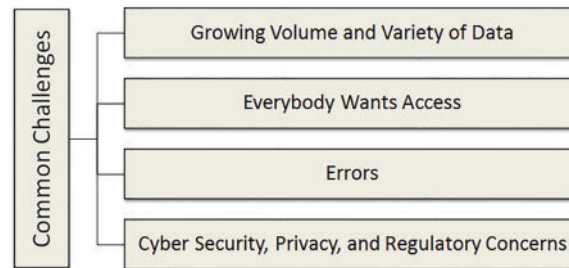 Common Challenges
Growing Volume and Variety of Data
Everybody Wants Access
Errors
Cyber Security, Privacy, and Regulatory Concerns